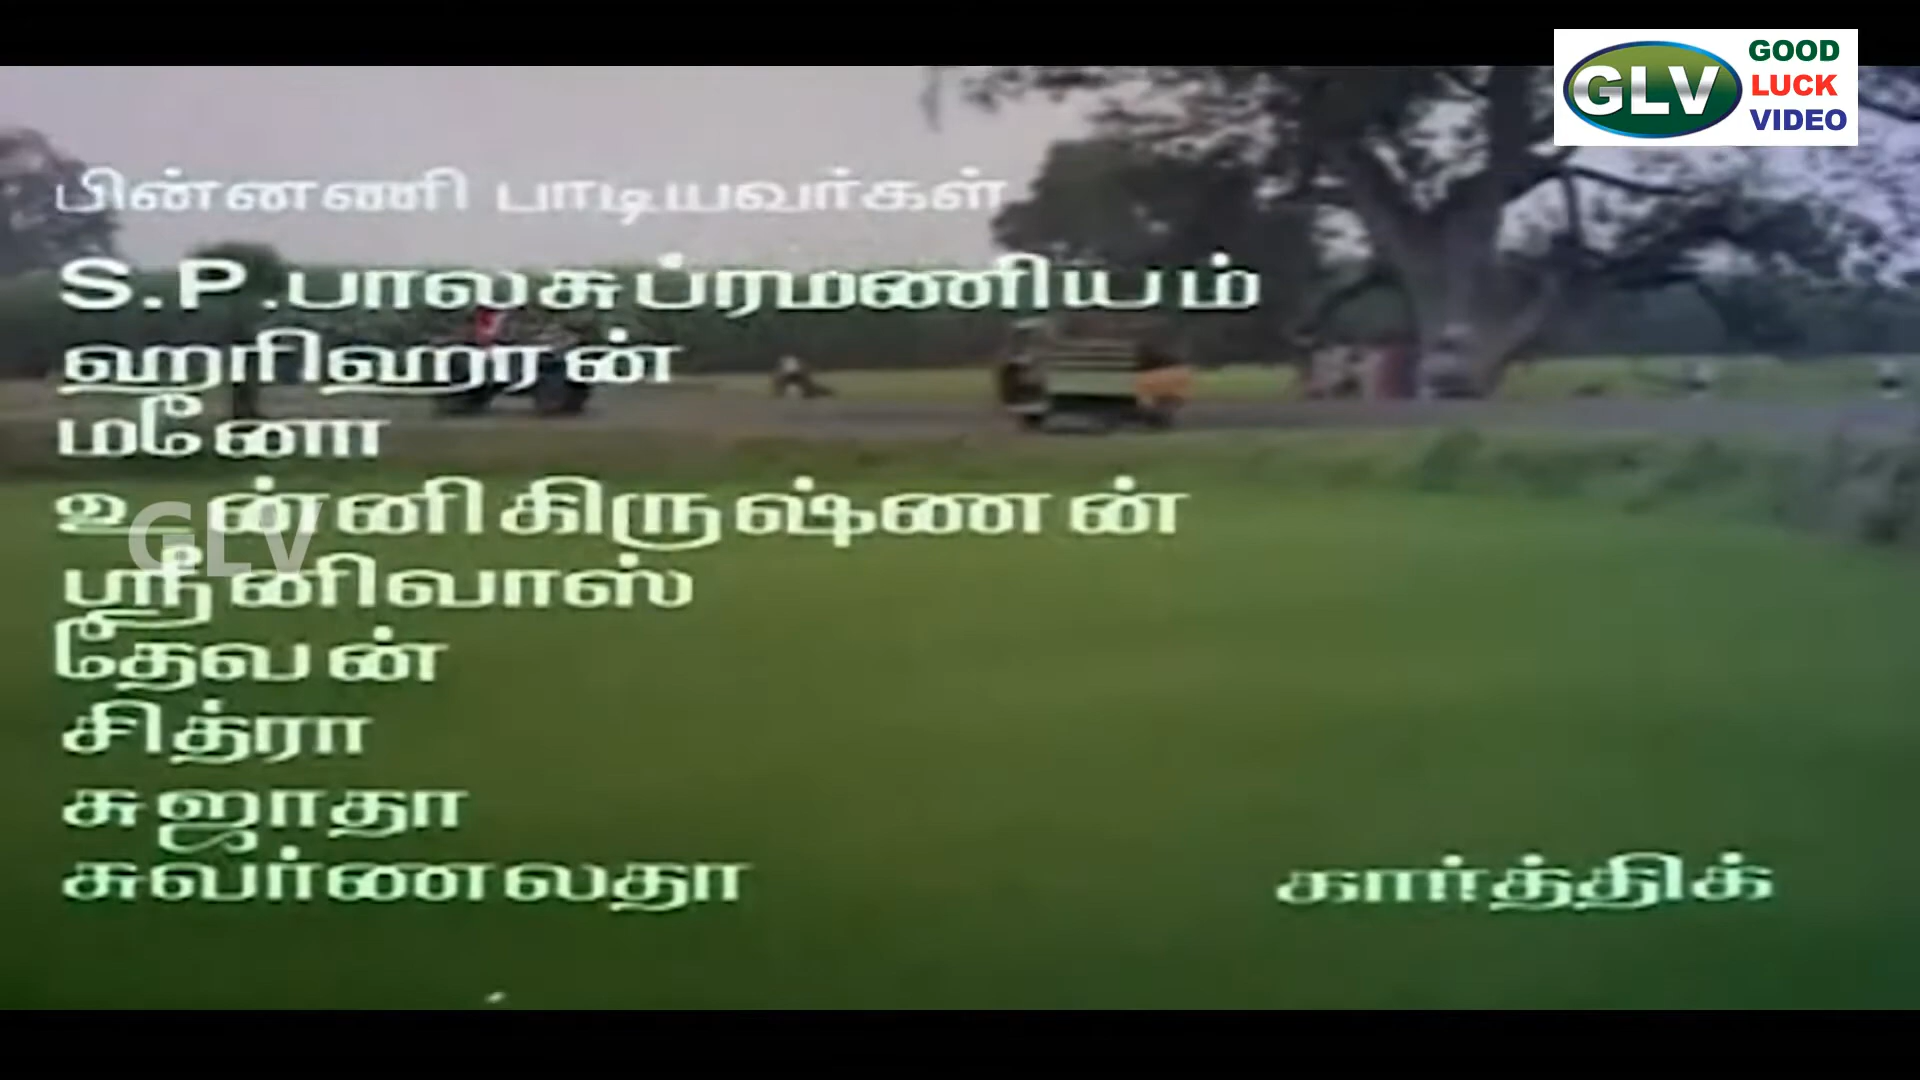 GLV
GOOD
LUCK
VIDEO
பின்னணி பாடியவர்கள்
S.P.பாலசுப்ரமணியம்
ஹரிஹரன்
மனோ
உன்னிகிருஷ்ணன்
GLV
ஸ்ரீனிவாஸ்
தேவன்
சித்ரா
சுஜாதா
சுவர்ணலதா
கார்த்திக்